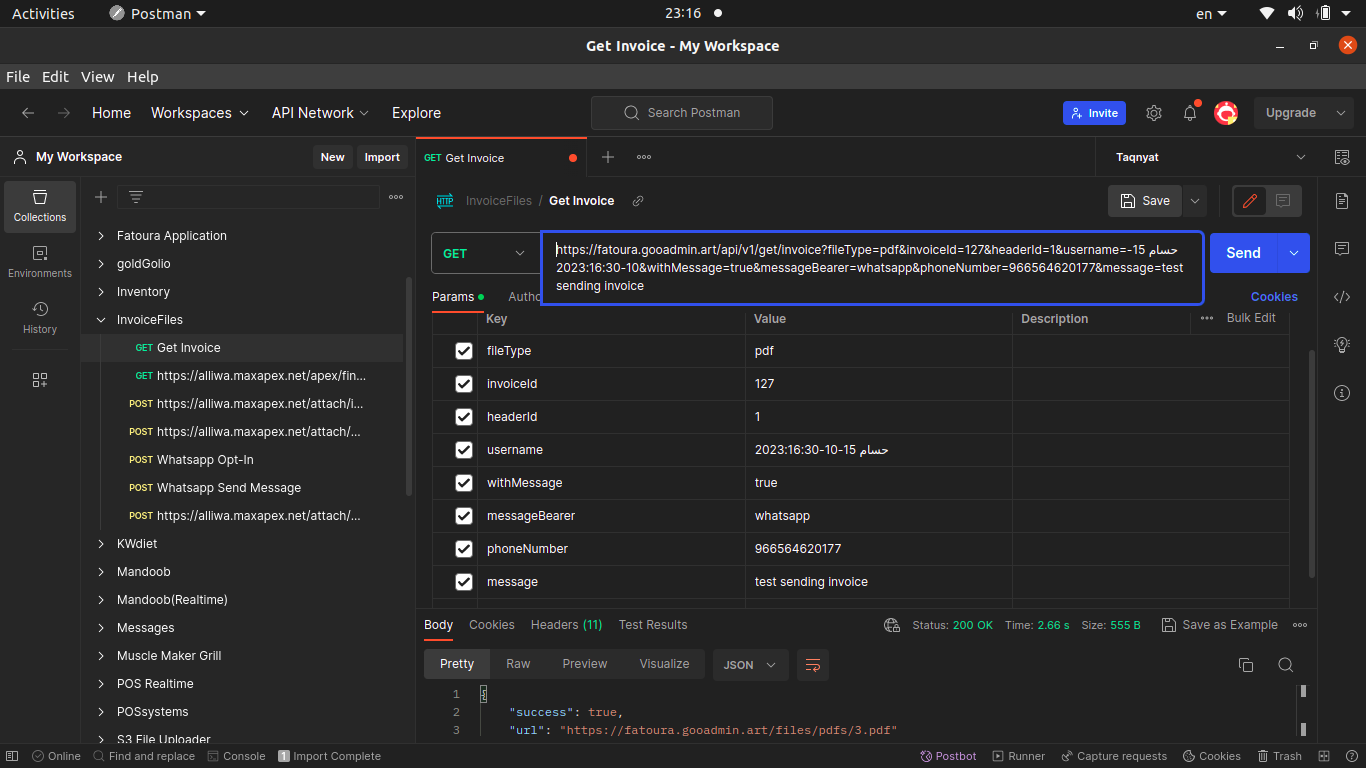 Activities
Postman
23:16
en
Get Invoice - My Workspace
File Edit View Help
Home Workspaces API Network Explore
Search Postman
Invite
Upgrade
My Workspace
New Import
GET Get Invoice
Taqnyat
Collections
Environments
History
Fatoura Application
goldGolio
Inventory
InvoiceFiles
GET Get Invoice
GET https://alliwa.maxapex.net/apex/fin...
POST https://alliwa.maxapex.net/attach/i...
POST https://alliwa.maxapex.net/attach/...
POST Whatsapp Opt-In
POST Whatsapp Send Message
POST https://alliwa.maxapex.net/attach/...
KWdiet
Mandoob
Mandoob(Realtime)
Messages
Muscle Maker Grill
POS Realtime
POSsystems
S3 File Uploader
HTTP InvoiceFiles / Get Invoice
Save
GET
https://fatoura.gooadmin.art/api/v1/get/invoice?fileType=pdf&invoiceId=127&headerId=1&username=حسام 15-
2023:16:30-10&withMessage=true&messageBearer=whatsapp&phoneNumber=966564620177&message=test
sending invoice
Send
Params Autho
Cookies
Key Value Description
Bulk Edit
fileType pdf
invoiceId 127
headerId 1
username حسام 15-10-2023:16:30
withMessage true
messageBearer whatsapp
phoneNumber 966564620177
message test sending invoice
Body Cookies Headers (11) Test Results
Status: 200 OK Time: 2.66 s Size: 555 B
Save as Example
Pretty Raw Preview Visualize JSON
1 {
2 "success": true,
3 "url": "https://fatoura.gooadmin.art/files/pdfs/3.pdf"
Online Find and replace Console 1 Import Complete
Postbot Runner Capture requests Cookies Trash